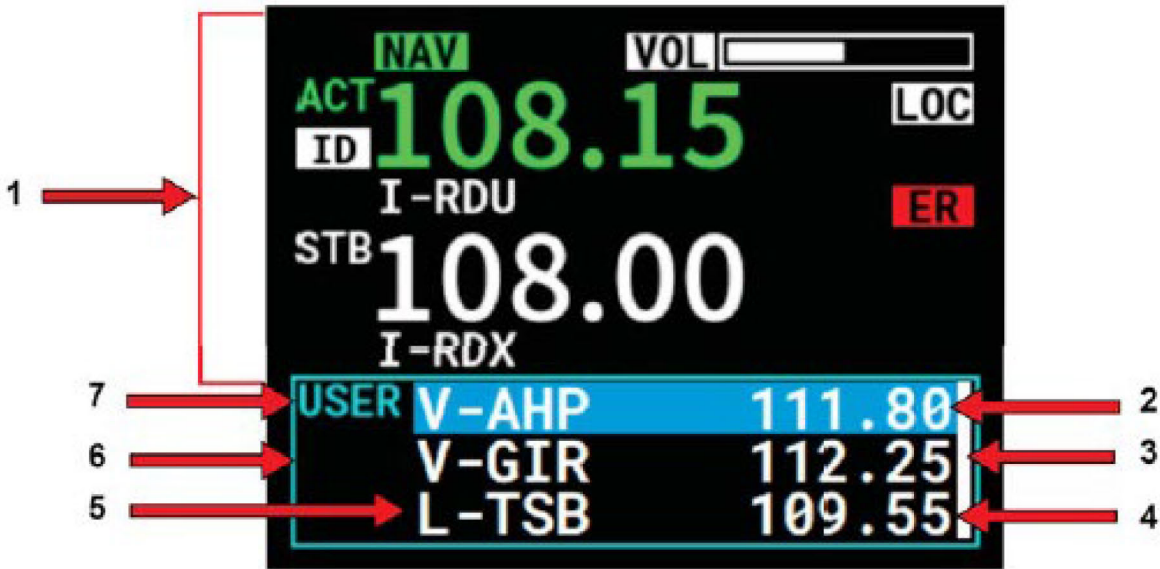 NAV VOL
ACT 108.15 LOC
ID
I-RDU ER
1
STB 108.00
I-RDX
7 USER V-AHP 111.80 2
6 V-GIR 112.25 3
5 L-TSB 109.55 4